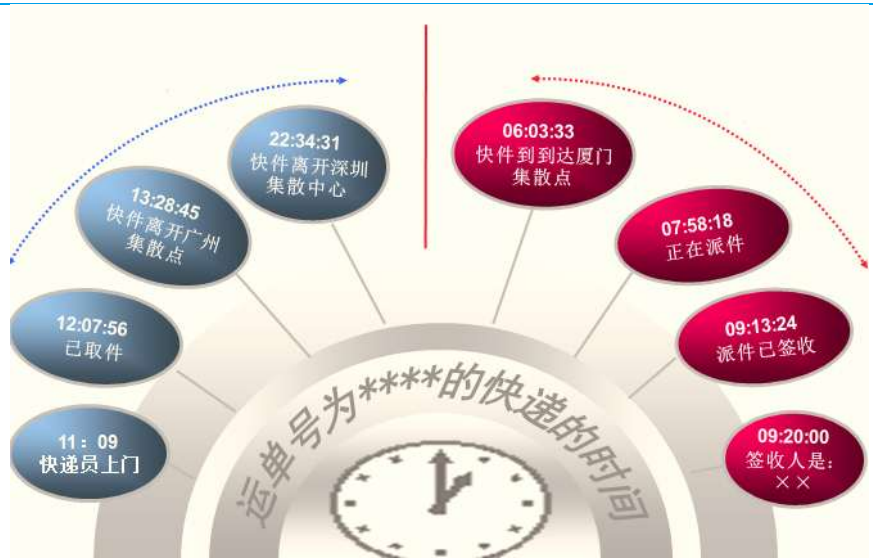 22:34:31
快件离开深圳
集散中心
13:28:45
快件离开广州
集散点
12:07:56
已取件
11：09
快递员上门
06:03:33
快件到到达厦门
集散点
07:58:18
正在派件
09:13:24
派件已签收
09:20:00
签收人是：
××
运单号为****的快递的时间